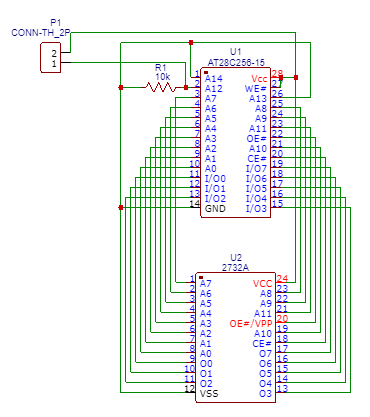 P1
CONN-TH_2P
2
1
R1
10k
U1
AT28C256-15
1 A14 Vcc 28
2 A12 WE# 27
3 A7 A13 26
4 A6 A8 25
5 A5 A9 24
6 A4 A11 23
7 A3 OE# 22
8 A2 A10 21
9 A1 CE# 20
10 A0 I/O7 19
11 I/O0 I/O6 18
12 I/O1 I/O5 17
13 I/O2 I/O4 16
14 GND I/O3 15
U2
2732A
1 A7 VCC 24
2 A6 A8 23
3 A5 A9 22
4 A4 A11 21
5 A3 OE#/VPP 20
6 A2 A10 19
7 A1 CE# 18
8 A0 O7 17
9 O0 O6 16
10 O1 O5 15
11 O2 O4 14
12 VSS O3 13